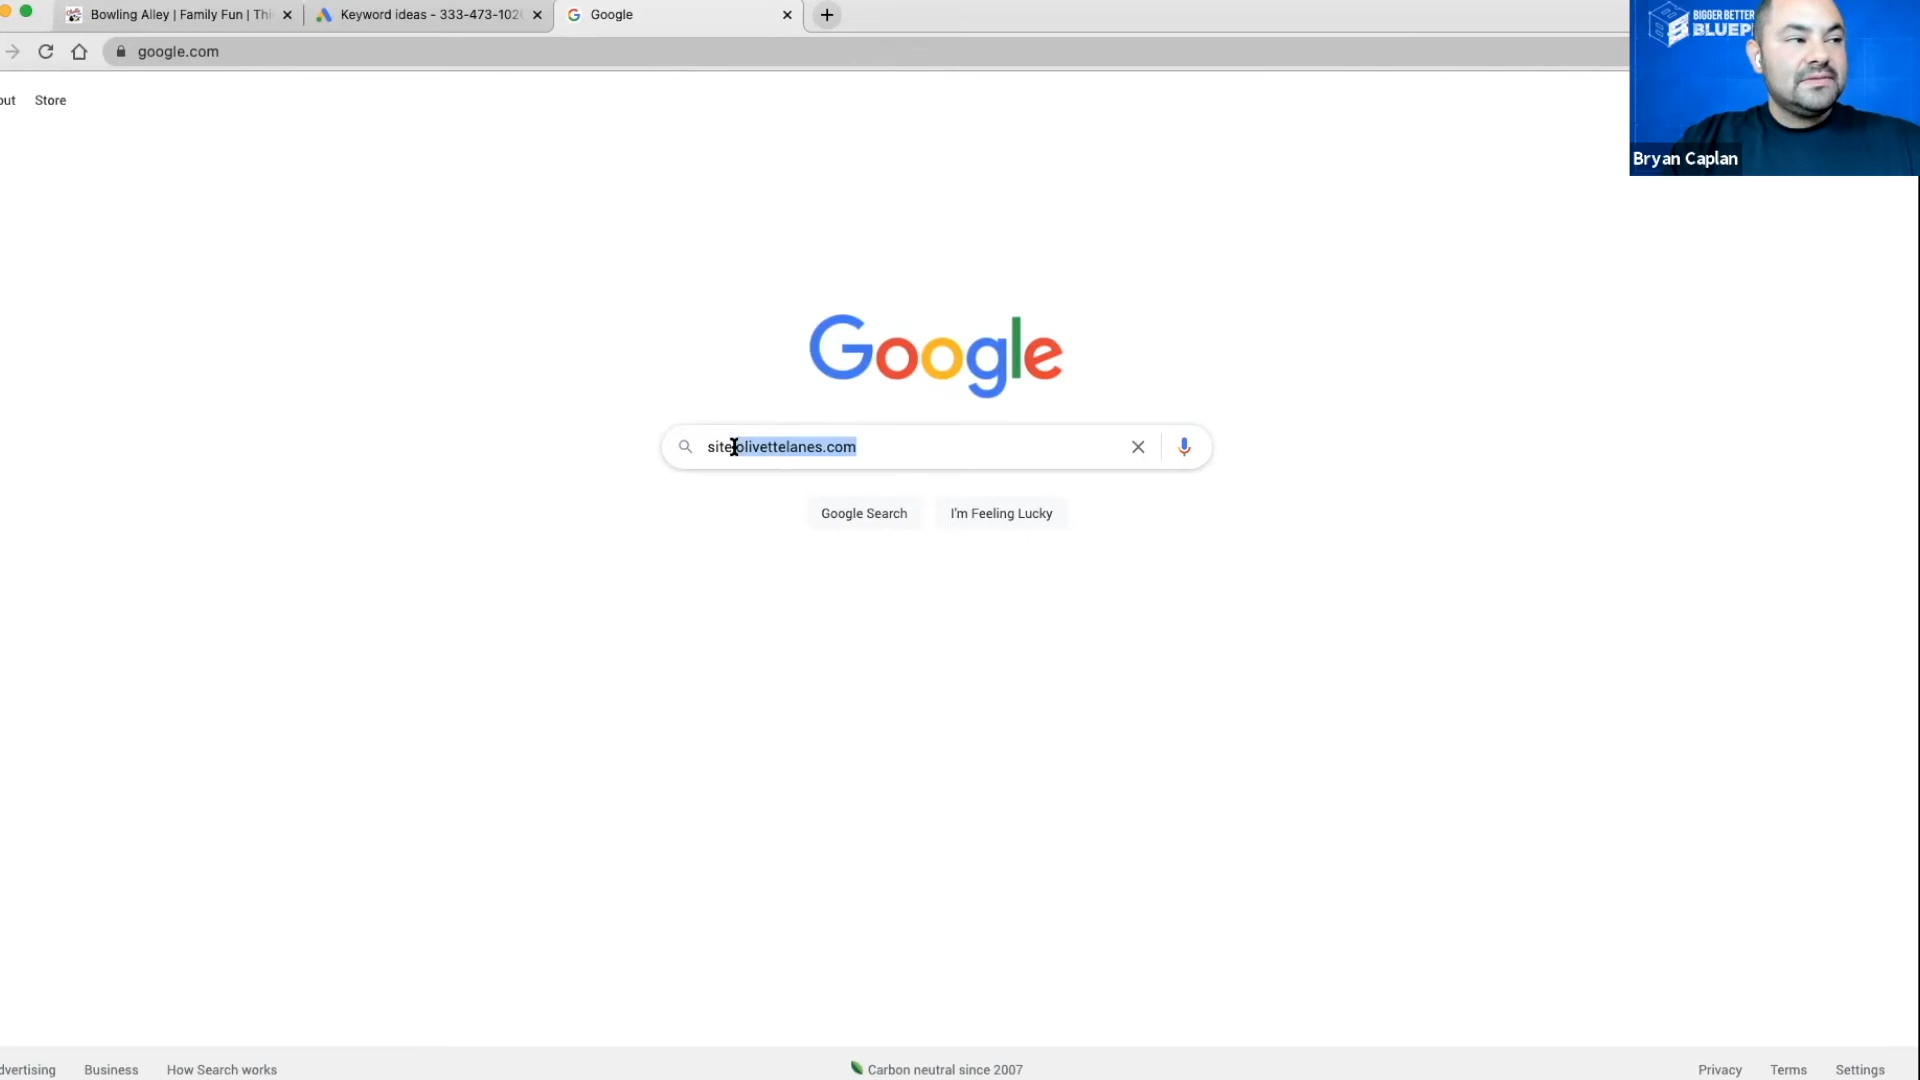 Bowling Alley | Family Fun | Thi
Keyword ideas - 333-473-102
Google
google.com
out Store
BIGGER BETTER
BLUEP
Bryan Caplan
Google
site olivettelanes.com
Google Search I'm Feeling Lucky
dvertising Business How Search works Carbon neutral since 2007 Privacy Terms Settings